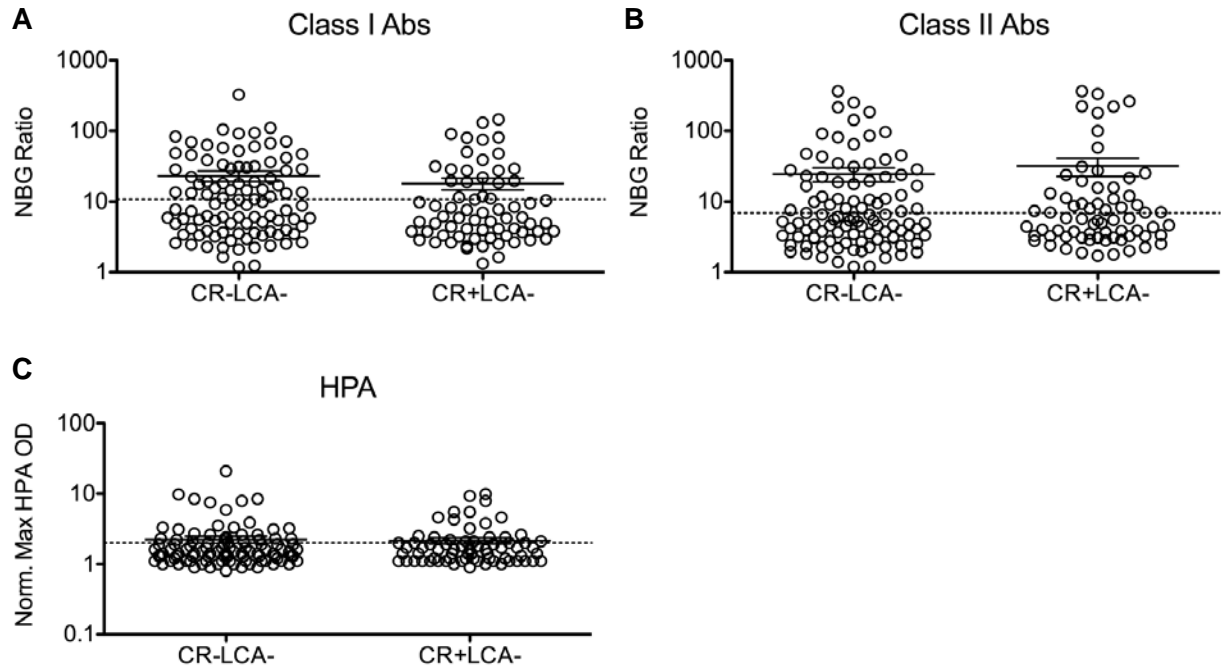 A
Class I Abs
NBG Ratio
1000
100
10
1
CR-LCA-
CR+LCA-
B
Class II Abs
NBG Ratio
1000
100
10
1
CR-LCA-
CR+LCA-
C
HPA
Norm. Max HPA OD
100
10
1
0.1
CR-LCA-
CR+LCA-